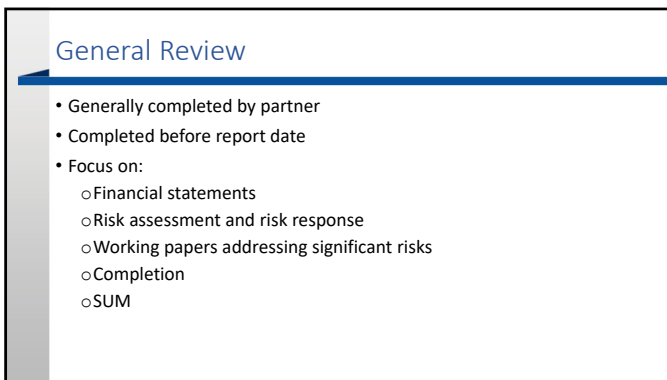 General Review
• Generally completed by partner
• Completed before report date
• Focus on:
oFinancial statements
oRisk assessment and risk response
oWorking papers addressing significant risks
oCompletion
oSUM